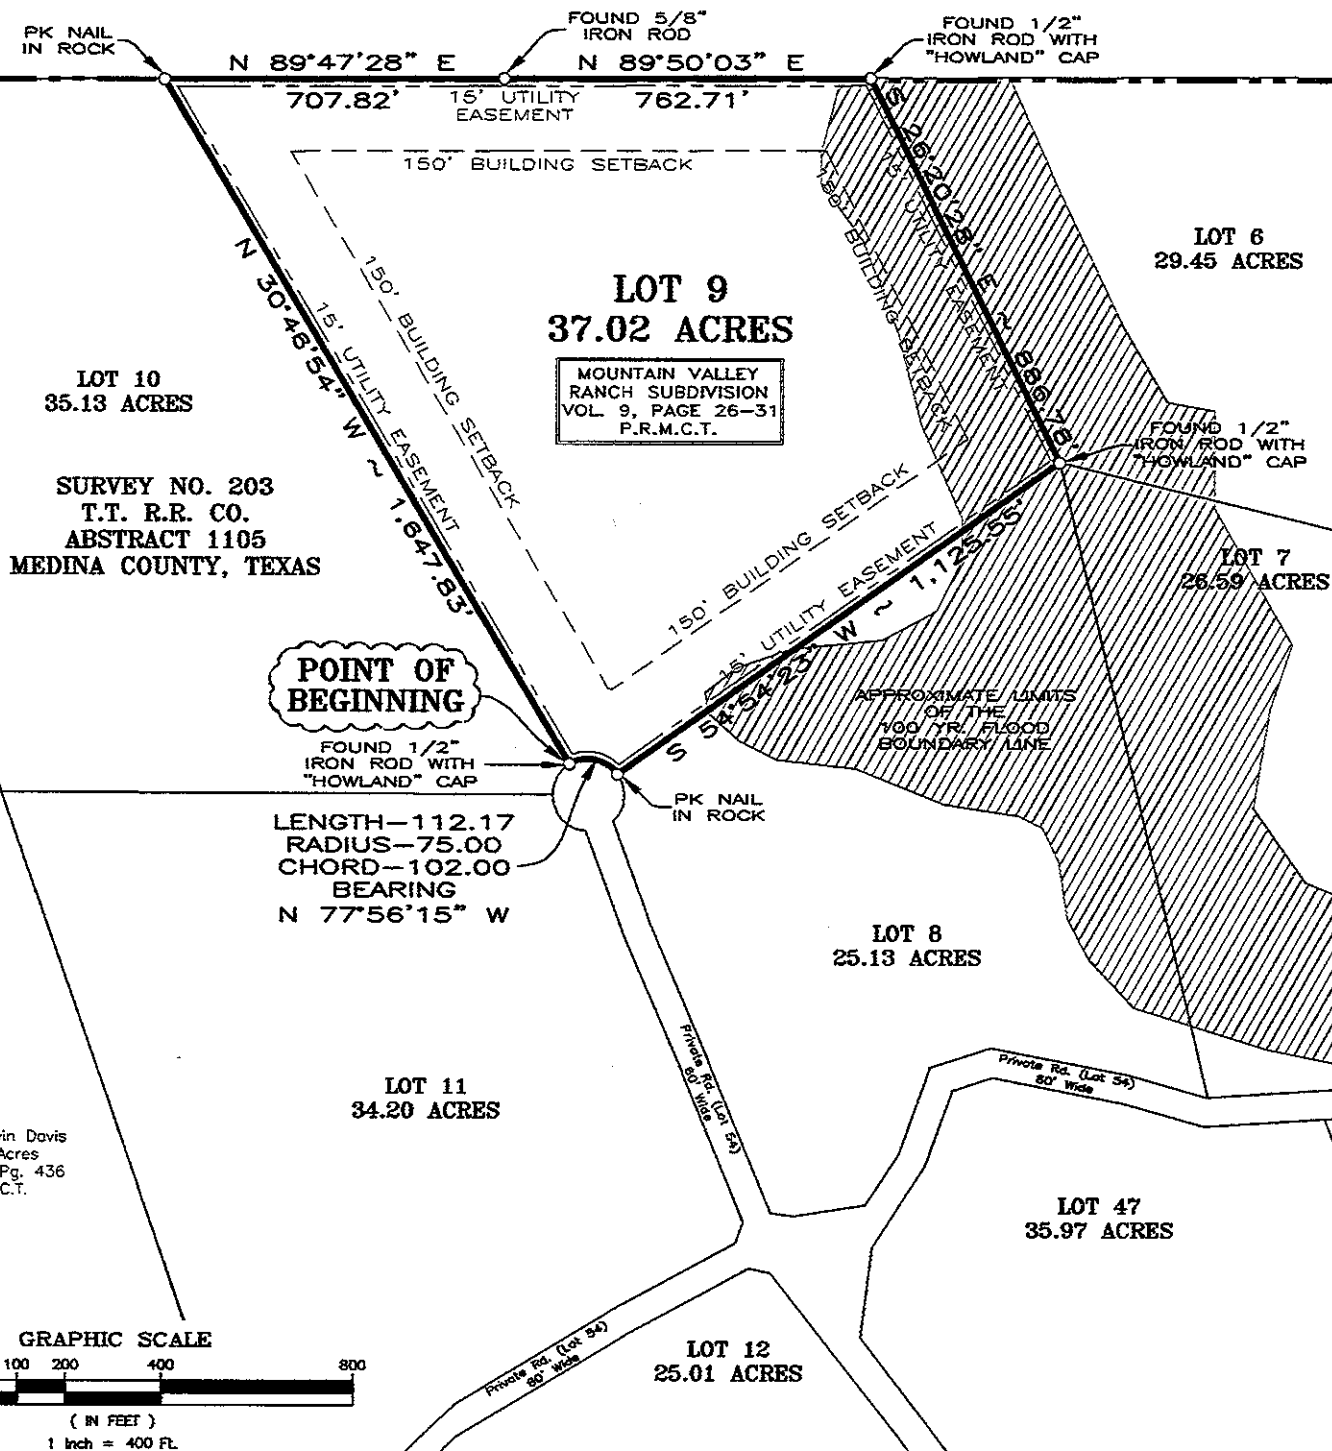 PK NAIL
IN ROCK
FOUND 5/8"
IRON ROD
FOUND 1/2"
IRON ROD WITH
"HOWLAND" CAP
N 89°47'28" E
N 89°50'03" E
707.82'
15' UTILITY
EASEMENT
762.71'
150' BUILDING SETBACK
S 26°20'28" E ~ 886.78'
15' UTILITY EASEMENT
150' BUILDING SETBACK
LOT 6
29.45 ACRES
LOT 9
37.02 ACRES
MOUNTAIN VALLEY
RANCH SUBDIVISION
VOL. 9, PAGE 26-31
P.R.M.C.T.
N 30°46'54" W ~ 1,647.83'
15' UTILITY EASEMENT
150' BUILDING SETBACK
LOT 10
35.13 ACRES
SURVEY NO. 203
T.T. R.R. CO.
ABSTRACT 1105
MEDINA COUNTY, TEXAS
FOUND 1/2"
IRON ROD WITH
"HOWLAND" CAP
150' BUILDING SETBACK
15' UTILITY EASEMENT
S 54°54'23" W ~ 1,125.55'
LOT 7
26.59 ACRES
POINT OF
BEGINNING
FOUND 1/2"
IRON ROD WITH
"HOWLAND" CAP
APPROXIMATE LIMITS
OF THE
100 YR. FLOOD
BOUNDARY LINE
PK NAIL
IN ROCK
LENGTH-112.17
RADIUS-75.00
CHORD-102.00
BEARING
N 77°56'15" W
LOT 8
25.13 ACRES
Private Rd. (Lot 54)
60' Wide
Private Rd. (Lot 54)
60' Wide
LOT 11
34.20 ACRES
in Davis
Acres
Pg. 436
C.T.
LOT 47
35.97 ACRES
Private Rd. (Lot 54)
60' Wide
LOT 12
25.01 ACRES
GRAPHIC SCALE
100 200 400 800
( IN FEET )
1 inch = 400 Ft.